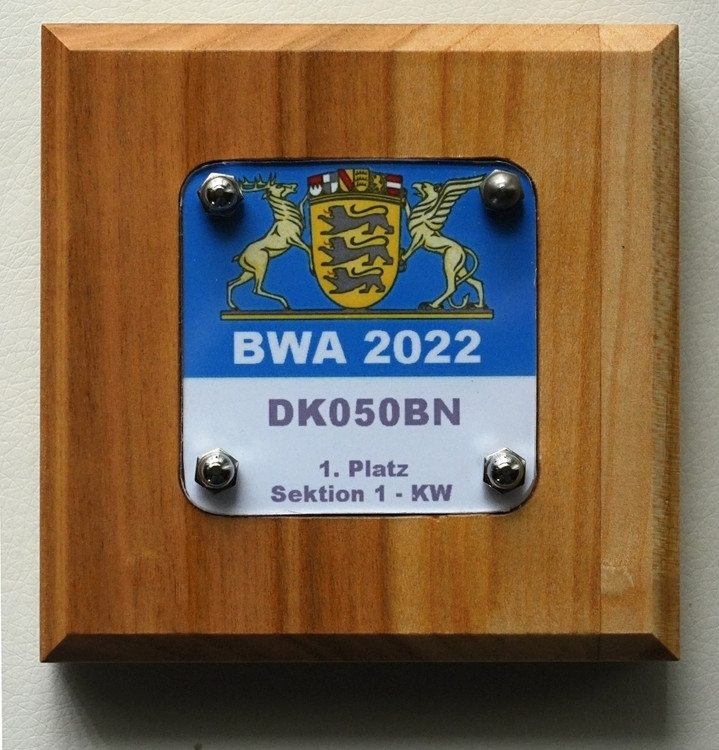 BWA 2022
DK050BN
1. Platz
Sektion 1 - KW